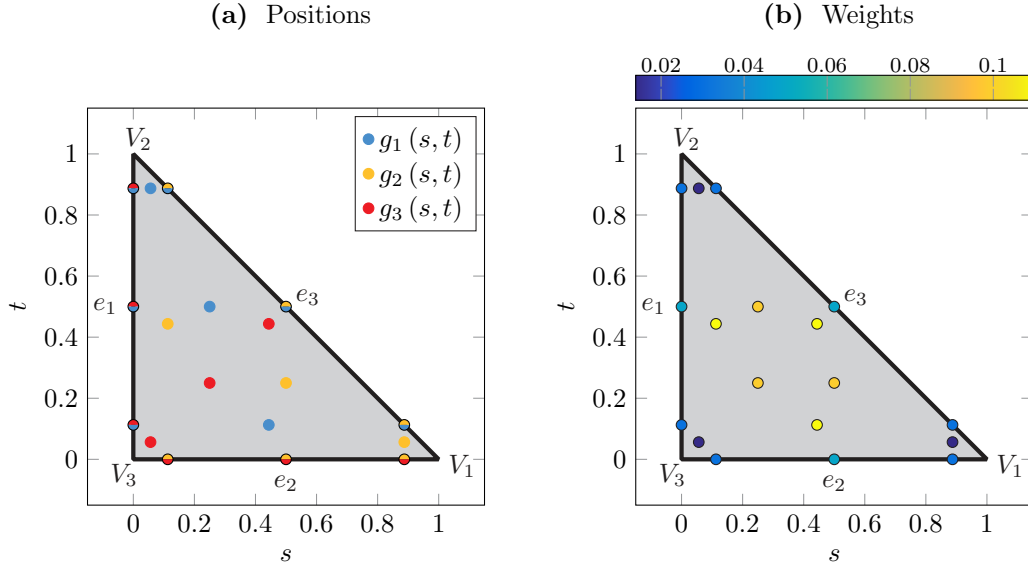 (a) Positions
(b) Weights
0.02 0.04 0.06 0.08 0.1
V₂
g₁ (s, t)
g₂ (s, t)
g₃ (s, t)
e₁
e₃
V₃
e₂
V₁
0 0.2 0.4 0.6 0.8 1
s
1
0.8
0.6
0.4
0.2
0
t
V₂
e₁
e₃
V₃
e₂
V₁
0 0.2 0.4 0.6 0.8 1
s
1
0.8
0.6
0.4
0.2
0
t